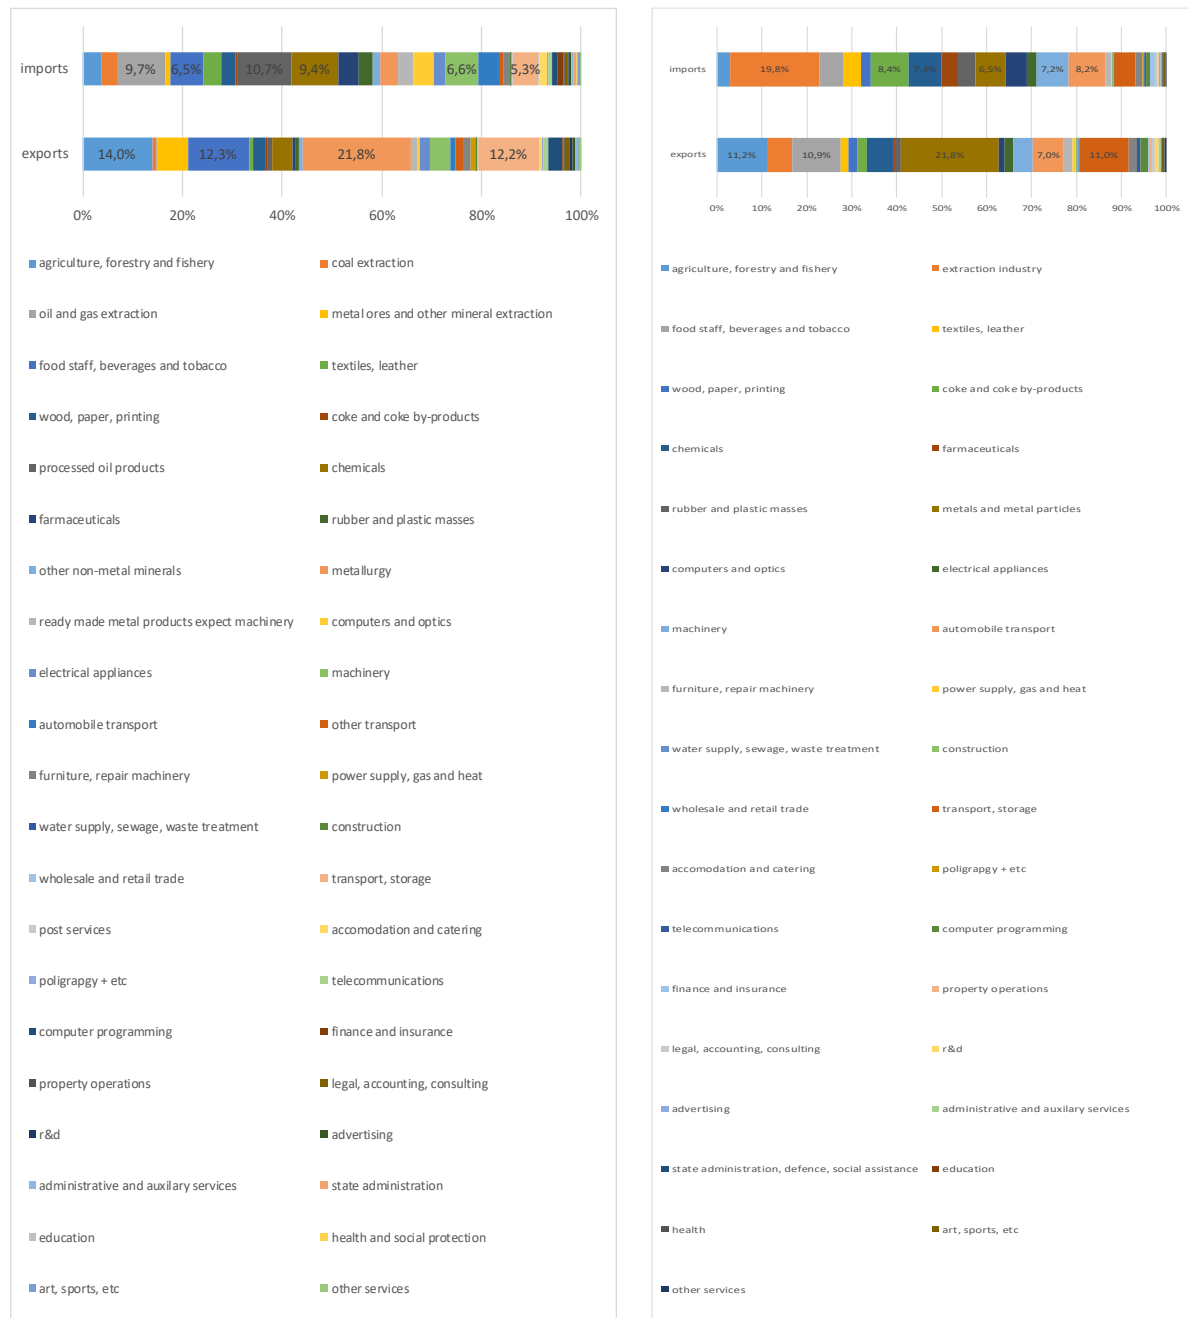 imports
9,7%
6,5%
10,7%
9,4%
6,6%
5,3%
exports
14,0%
12,3%
21,8%
12,2%
0%
20%
40%
60%
80%
100%
agriculture, forestry and fishery
coal extraction
oil and gas extraction
metal ores and other mineral extraction
food staff, beverages and tobacco
textiles, leather
wood, paper, printing
coke and coke by-products
processed oil products
chemicals
farmaceuticals
rubber and plastic masses
other non-metal minerals
metallurgy
ready made metal products expect machinery
computers and optics
electrical appliances
machinery
automobile transport
other transport
furniture, repair machinery
power supply, gas and heat
water supply, sewage, waste treatment
construction
wholesale and retail trade
transport, storage
post services
accomodation and catering
poligrapgy + etc
telecommunications
computer programming
finance and insurance
property operations
legal, accounting, consulting
r&d
advertising
administrative and auxilary services
state administration
education
health and social protection
art, sports, etc
other services
imports
19,8%
8,4%
7,4%
6,5%
7,2%
8,2%
exports
11,2%
10,9%
21,8%
7,0%
11,0%
0%
10%
20%
30%
40%
50%
60%
70%
80%
90%
100%
agriculture, forestry and fishery
extraction industry
food staff, beverages and tobacco
textiles, leather
wood, paper, printing
coke and coke by-products
chemicals
farmaceuticals
rubber and plastic masses
metals and metal particles
computers and optics
electrical appliances
machinery
automobile transport
furniture, repair machinery
power supply, gas and heat
water supply, sewage, waste treatment
construction
wholesale and retail trade
transport, storage
accomodation and catering
poligrapgy + etc
telecommunications
computer programming
finance and insurance
property operations
legal, accounting, consulting
r&d
advertising
administrative and auxilary services
state administration, defence, social assistance
education
health
art, sports, etc
other services